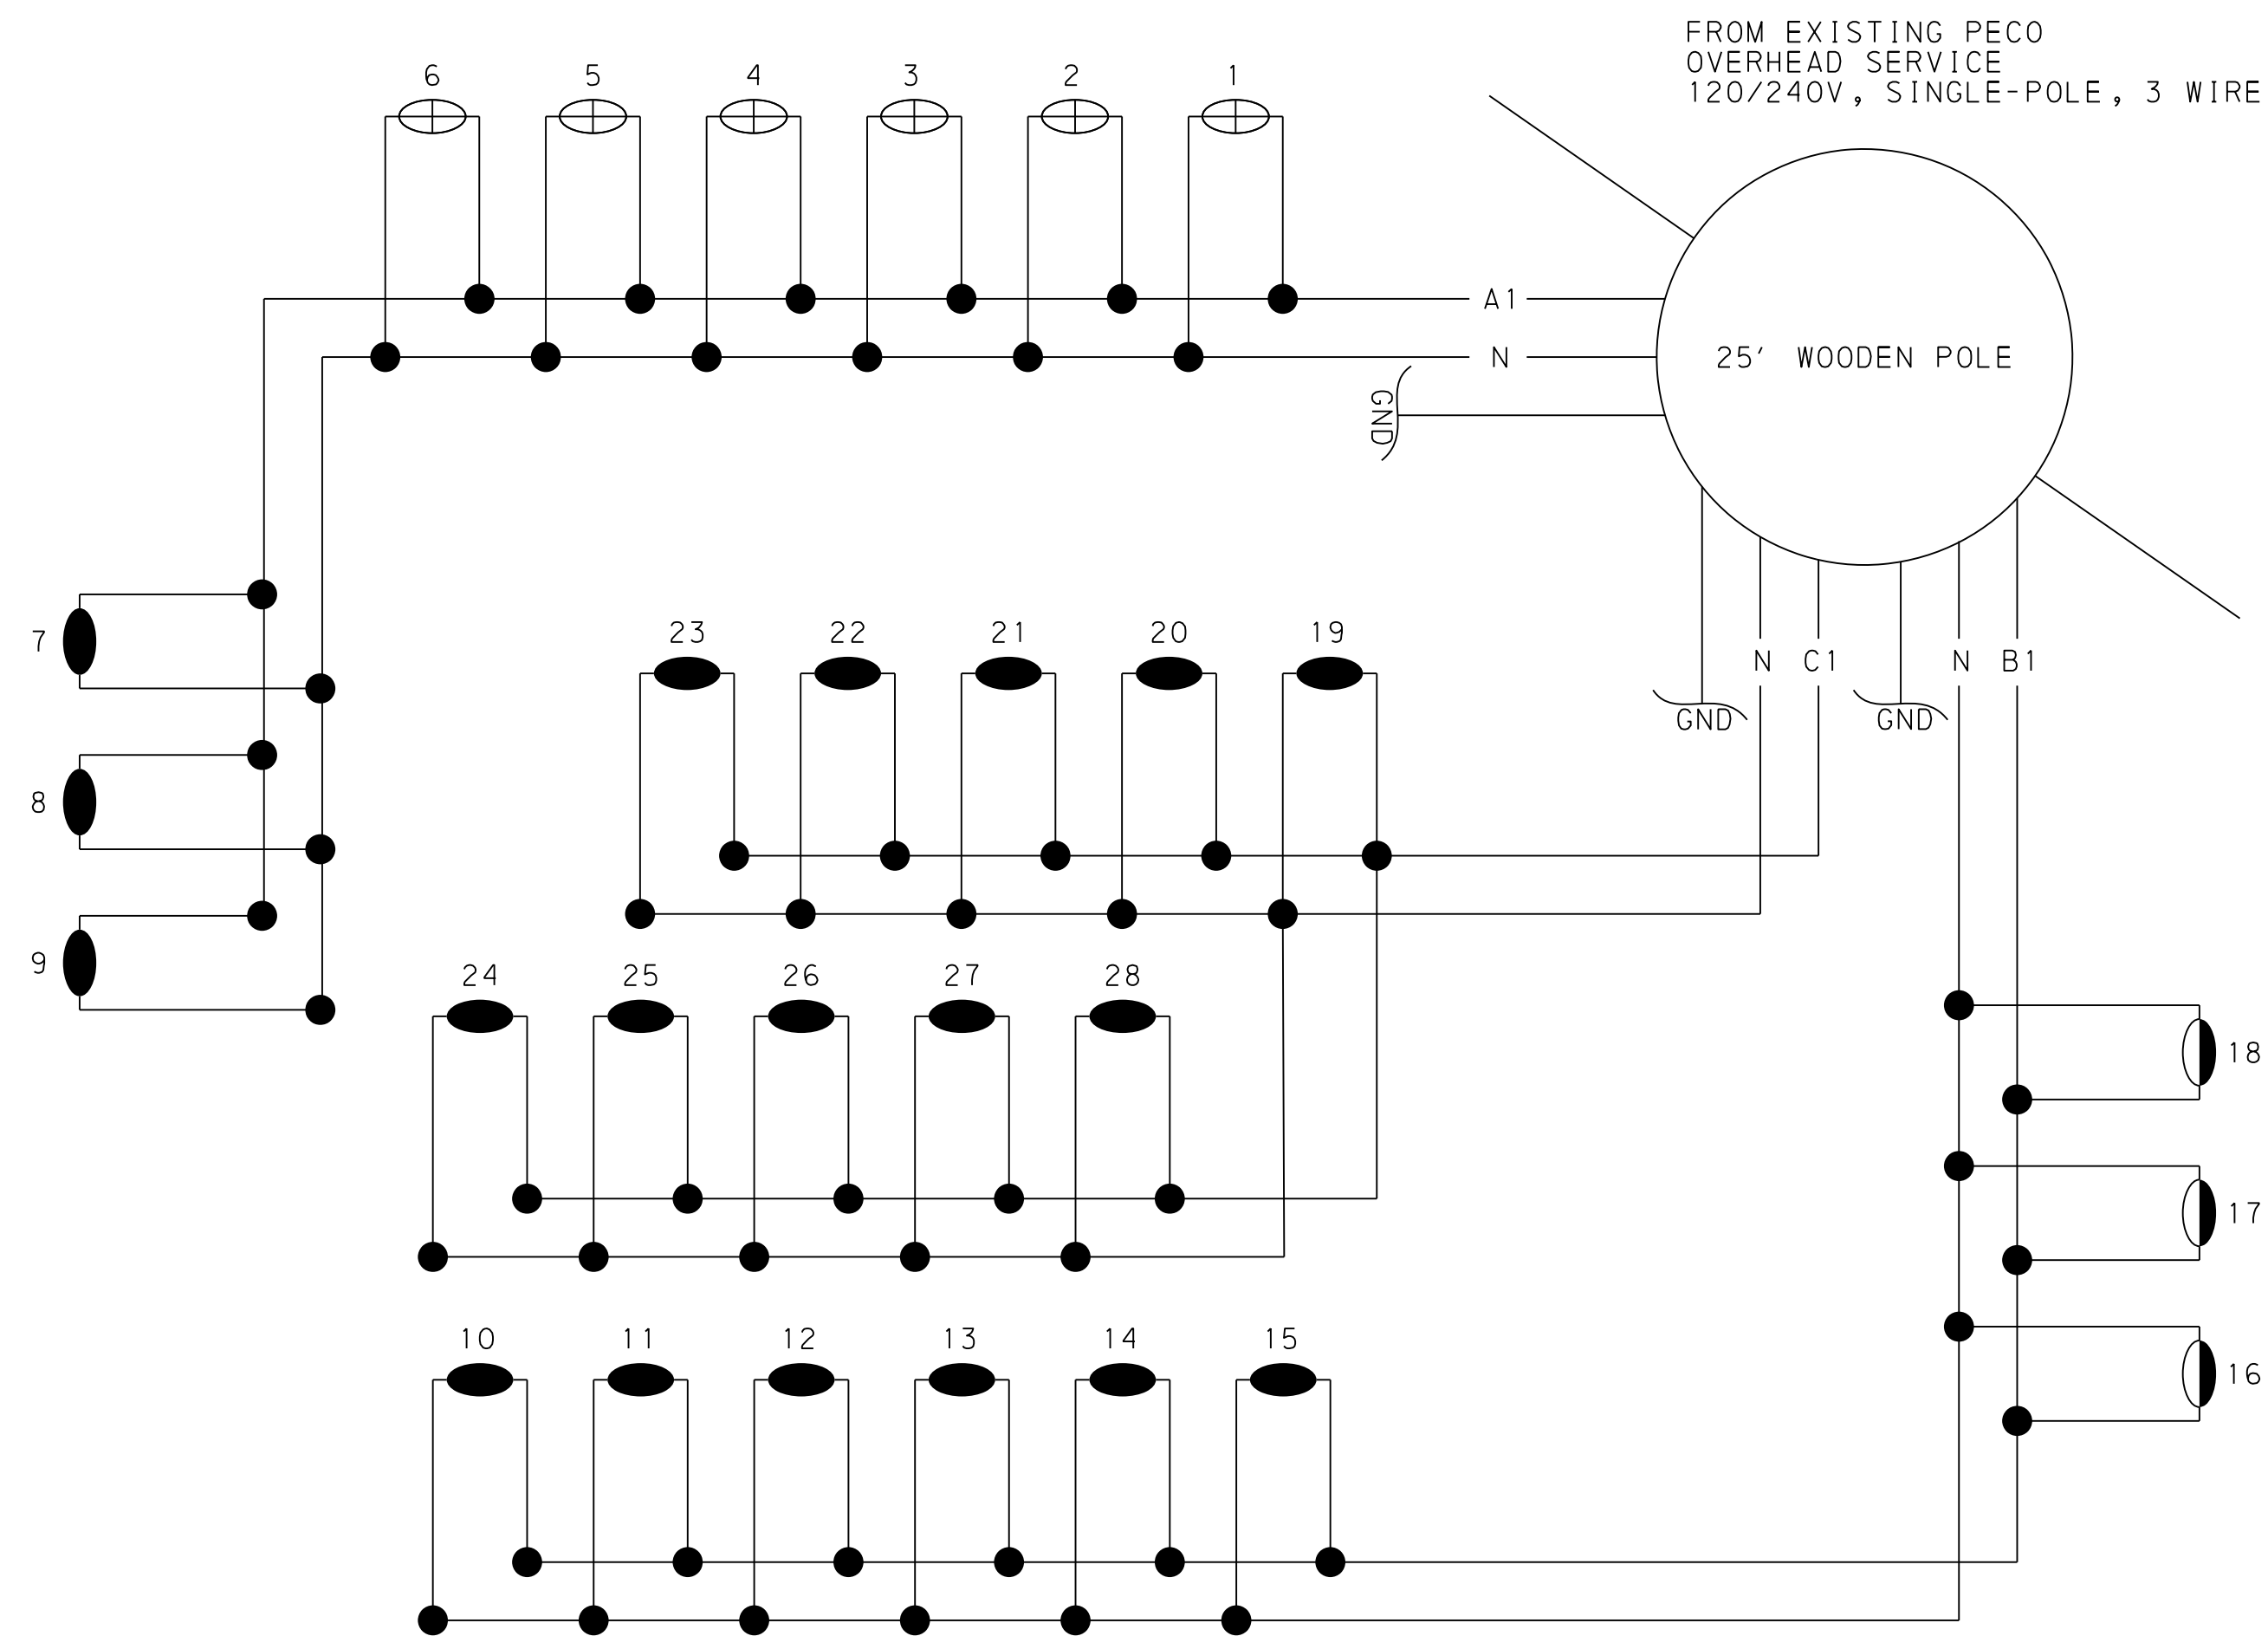 FROM EXISTING PECO
OVERHEAD SERVICE
120/240V, SINGLE-POLE, 3 WIRE
6 5 4 3 2 1
A1
N
25' WOODEN POLE
GND
7
23 22 21 20 19
N C1 N B1
GND GND
8
9
24 25 26 27 28
18
17
10 11 12 13 14 15
16